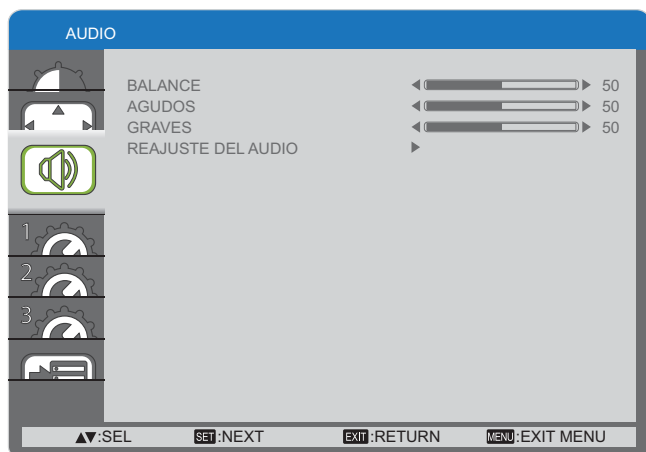 AUDIO
BALANCE 50
AGUDOS 50
GRAVES 50
REAJUSTE DEL AUDIO
1
2
3
▲▼:SEL SET:NEXT EXIT:RETURN MENU:EXIT MENU